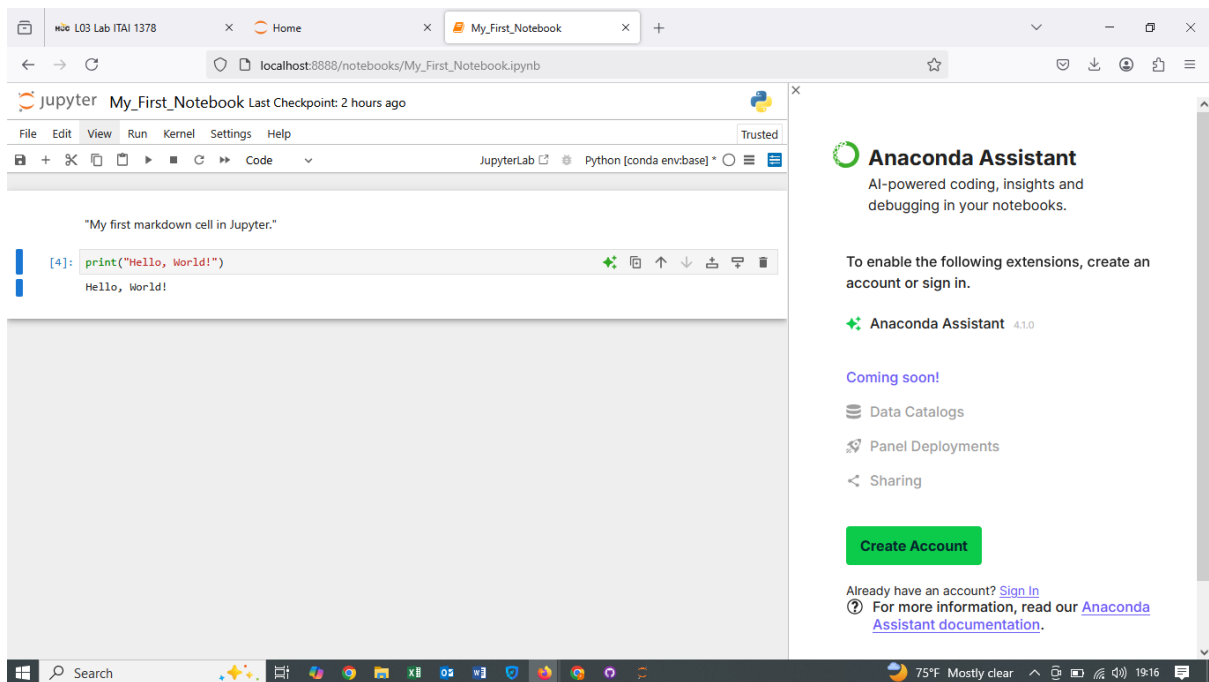 HCC L03 Lab ITAI 1378
Home
My_First_Notebook
localhost:8888/notebooks/My_First_Notebook.ipynb
jupyter My_First_Notebook Last Checkpoint: 2 hours ago
File Edit View Run Kernel Settings Help
Trusted
Code
JupyterLab
Python [conda env:base] *
"My first markdown cell in Jupyter."
[4]: print("Hello, World!")
Hello, World!
Anaconda Assistant
AI-powered coding, insights and
debugging in your notebooks.
To enable the following extensions, create an
account or sign in.
Anaconda Assistant 4.1.0
Coming soon!
Data Catalogs
Panel Deployments
Sharing
Create Account
Already have an account? Sign In
For more information, read our Anaconda
Assistant documentation.
Search
75°F Mostly clear
19:16